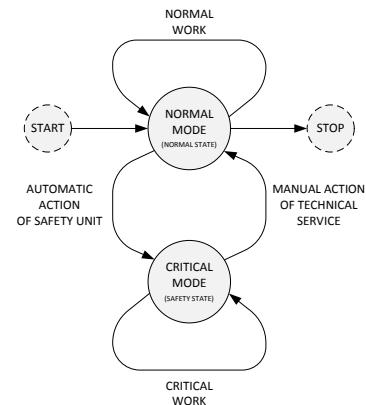 NORMAL
WORK
START
NORMAL
MODE
(NORMAL STATE)
STOP
AUTOMATIC
ACTION
OF SAFETY UNIT
MANUAL ACTION
OF TECHNICAL
SERVICE
CRITICAL
MODE
(SAFETY STATE)
CRITICAL
WORK